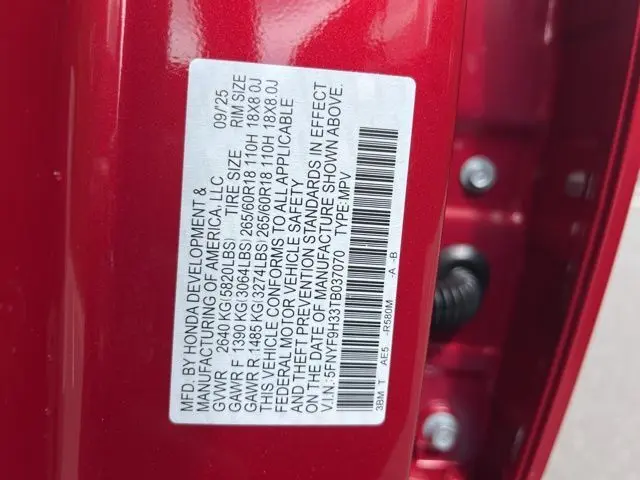 MFD. BY HONDA DEVELOPMENT &
MANUFACTURING OF AMERICA, LLC 09/25
GVWR 2640 KG(5820LBS) TIRE SIZE RIM SIZE
GAWR F 1390 KG(3064LBS) 265/60R18 110H 18X8.0J
GAWR R 1485 KG(3274LBS) 265/60R18 110H 18X8.0J
THIS VEHICLE CONFORMS TO ALL APPLICABLE
FEDERAL MOTOR VEHICLE SAFETY
AND THEFT PREVENTION STANDARDS IN EFFECT
ON THE DATE OF MANUFACTURE SHOWN ABOVE.
V.I.N.:5FNYF9H33TB037070 TYPE:MPV
3BM T AE5 -R580M -A -B